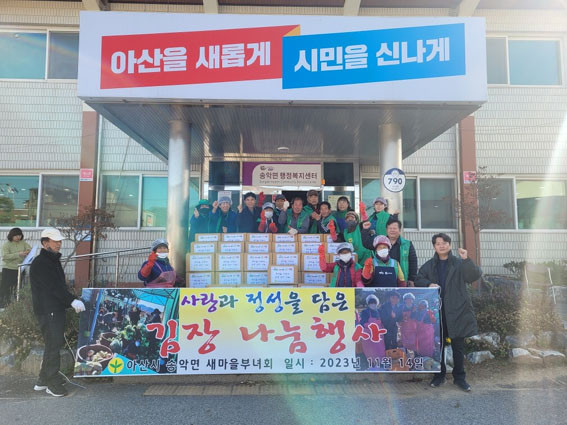 아산을 새롭게 시민을 신나게
송악면 행정복지센터
790
사랑과 정성을 담은
김장 나눔행사
아산시 송악면 새마을부녀회 일시 : 2023년 11월 14일